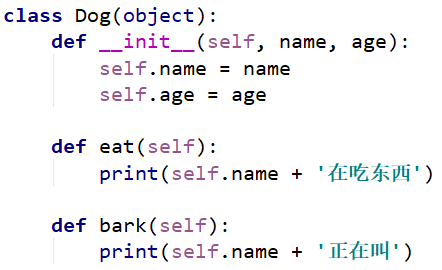 class Dog(object):
    def __init__(self, name, age):
        self.name = name
        self.age = age

    def eat(self):
        print(self.name + '在吃东西')

    def bark(self):
        print(self.name + '正在叫')